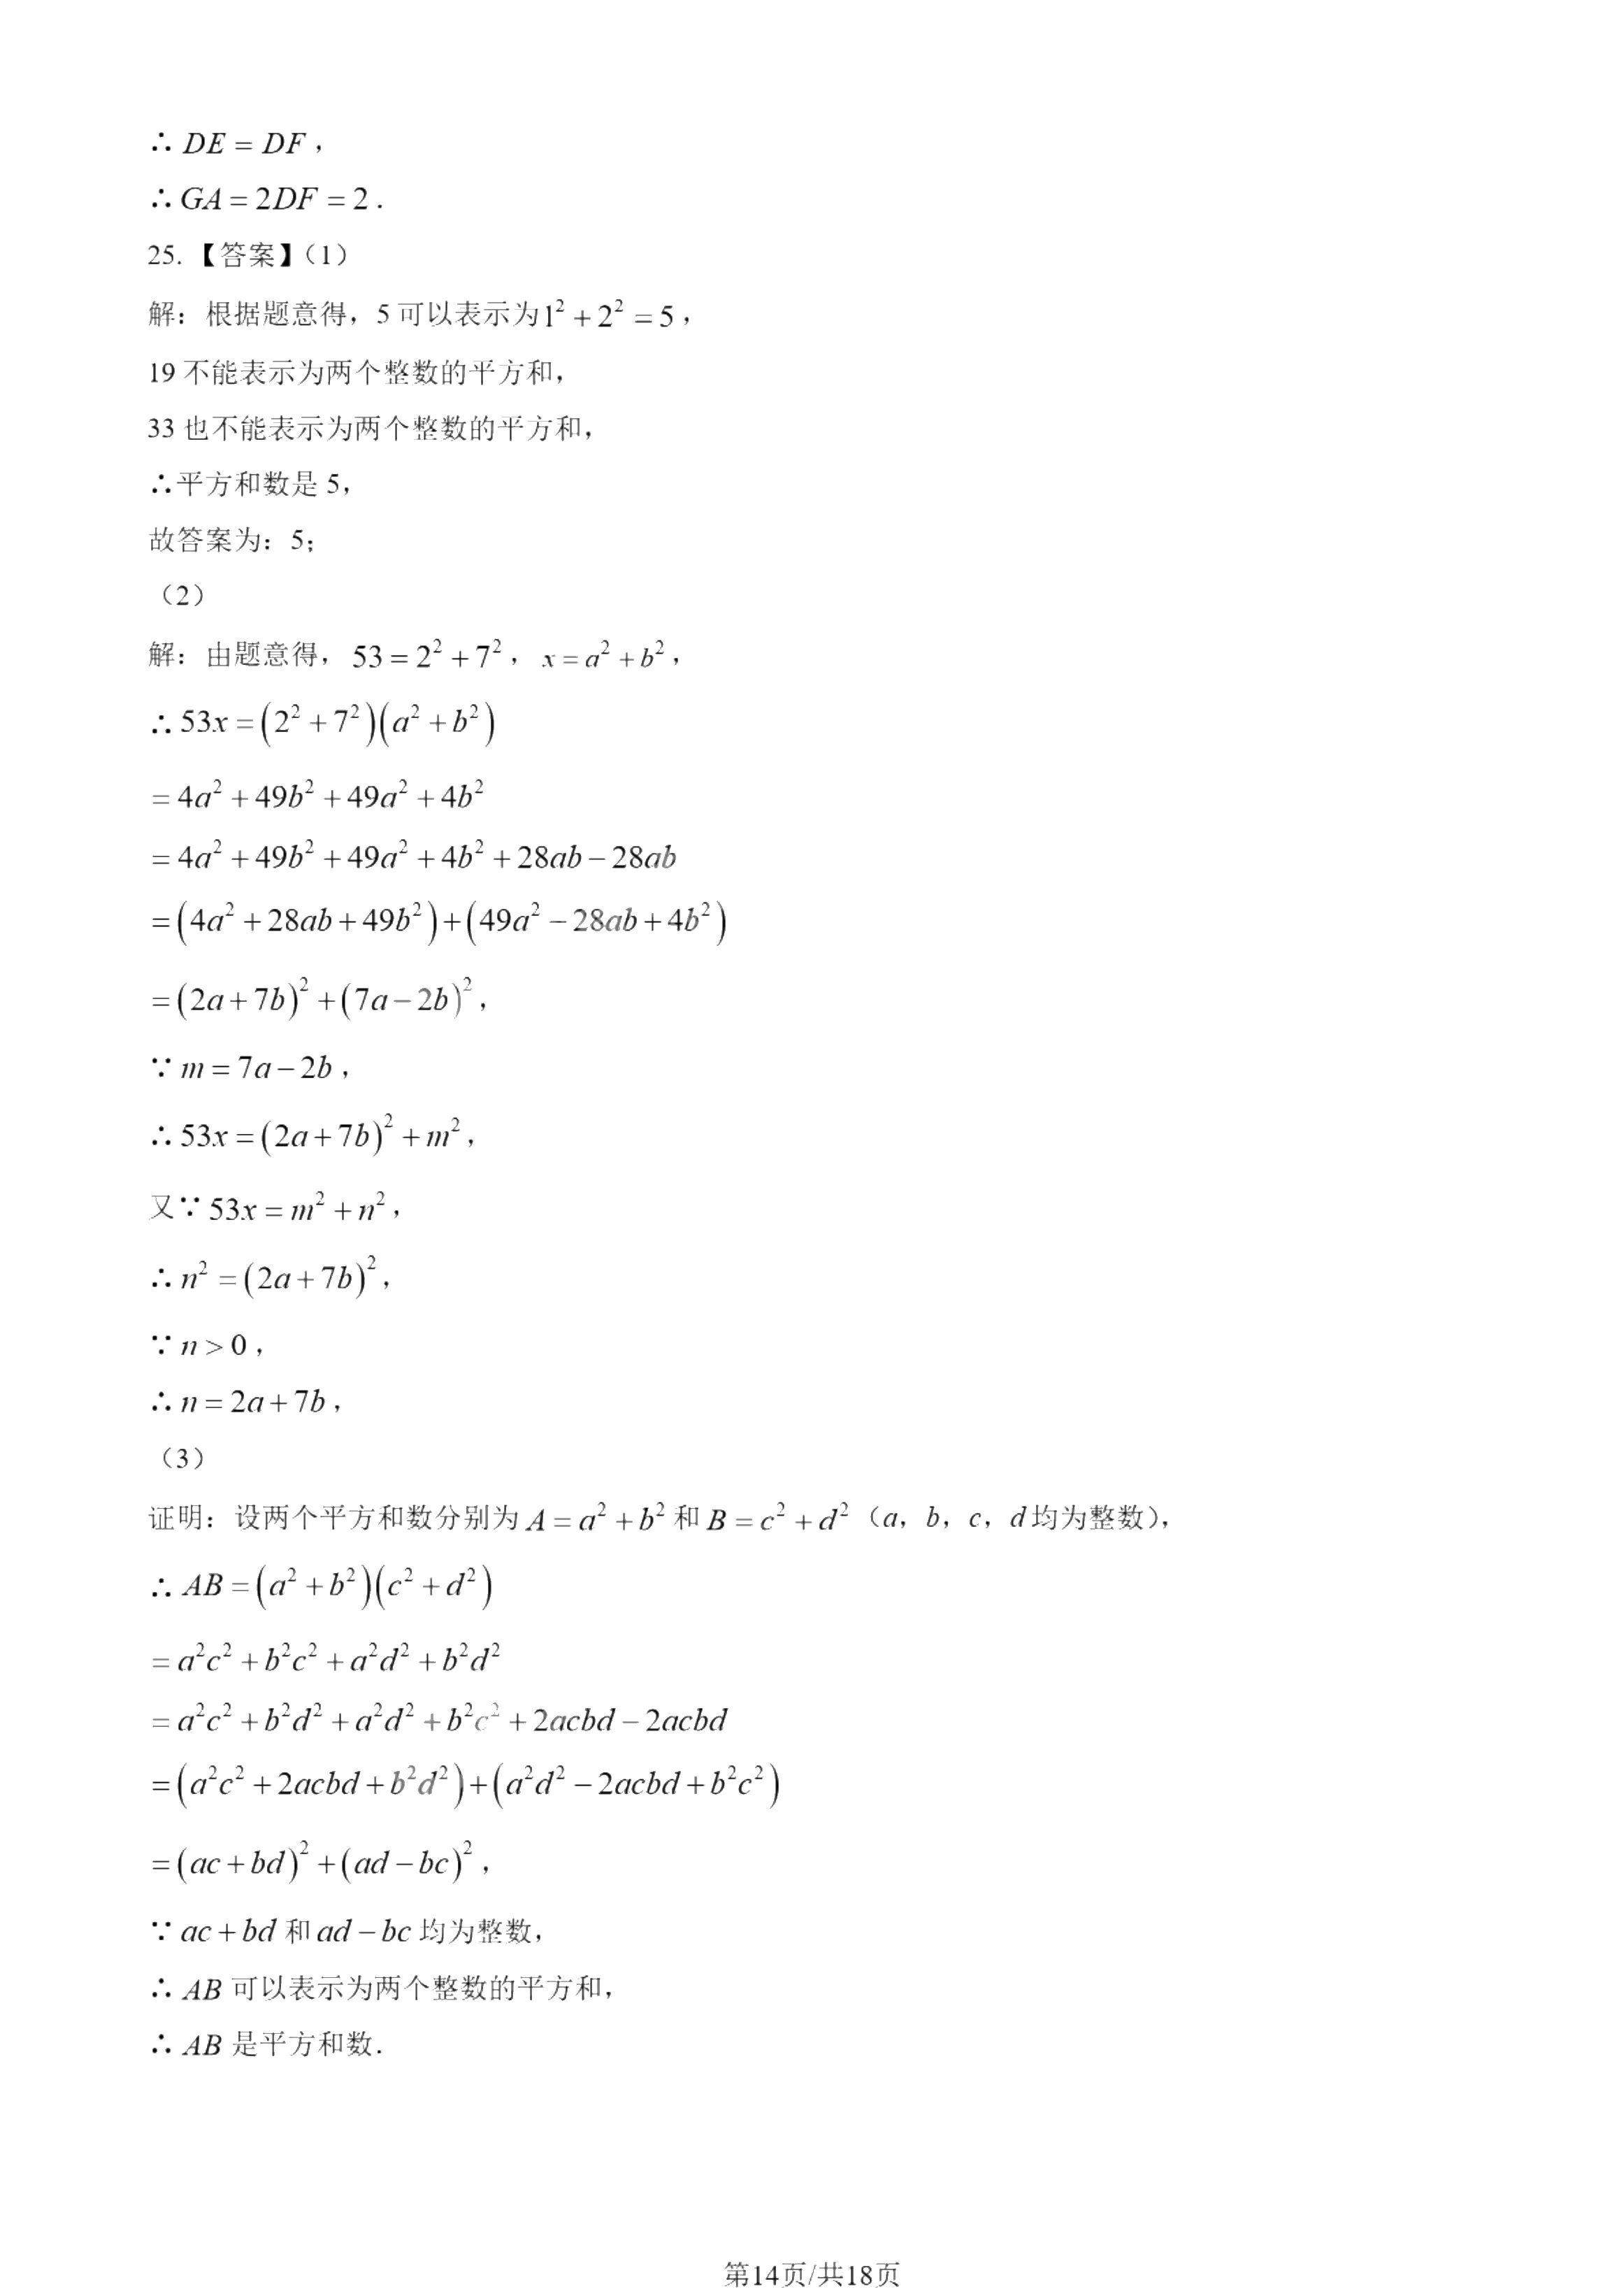 ∴ DE = DF，
∴ GA = 2DF = 2．
25. 【答案】（1）
解：根据题意得，5 可以表示为 1² + 2² = 5，
19 不能表示为两个整数的平方和，
33 也不能表示为两个整数的平方和，
∴平方和数是 5，
故答案为：5；
（2）
解：由题意得，53 = 2² + 7²，x = a² + b²，
∴ 53x = (2² + 7²)(a² + b²)
= 4a² + 49b² + 49a² + 4b²
= 4a² + 49b² + 49a² + 4b² + 28ab − 28ab
= (4a² + 28ab + 49b²) + (49a² − 28ab + 4b²)
= (2a + 7b)² + (7a − 2b)²，
∵ m = 7a − 2b，
∴ 53x = (2a + 7b)² + m²，
又∵ 53x = m² + n²，
∴ n² = (2a + 7b)²，
∵ n > 0，
∴ n = 2a + 7b，
（3）
证明：设两个平方和数分别为 A = a² + b² 和 B = c² + d²（a，b，c，d 均为整数），
∴ AB = (a² + b²)(c² + d²)
= a²c² + b²c² + a²d² + b²d²
= a²c² + b²d² + a²d² + b²c² + 2acbd − 2acbd
= (a²c² + 2acbd + b²d²) + (a²d² − 2acbd + b²c²)
= (ac + bd)² + (ad − bc)²，
∵ ac + bd 和 ad − bc 均为整数，
∴ AB 可以表示为两个整数的平方和，
∴ AB 是平方和数．
第14页/共18页